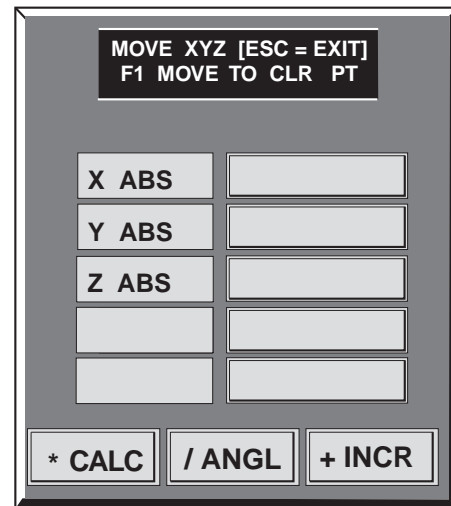 MOVE XYZ [ESC = EXIT]
F1 MOVE TO CLR PT
X ABS
Y ABS
Z ABS
* CALC / ANGL + INCR